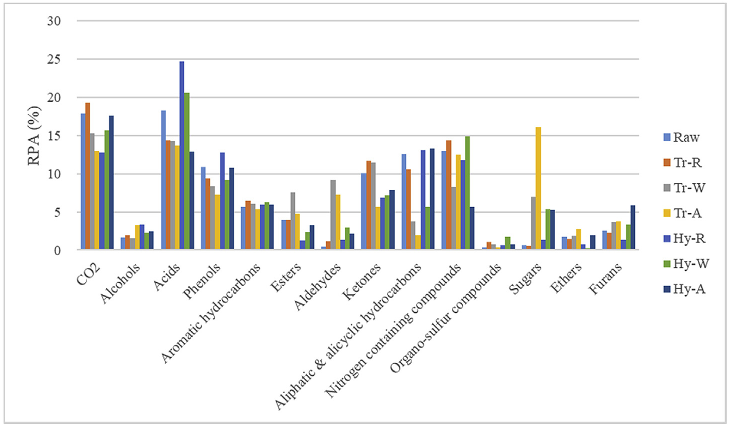 30
25
20
15
10
5
0
RPA (%)
CO2
Alcohols
Acids
Phenols
Aromatic hydrocarbons
Esters
Aldehydes
Ketones
Aliphatic & alicyclic hydrocarbons
Nitrogen containing compounds
Organo-sulfur compounds
Sugars
Ethers
Furans
Raw
Tr-R
Tr-W
Tr-A
Hy-R
Hy-W
Hy-A